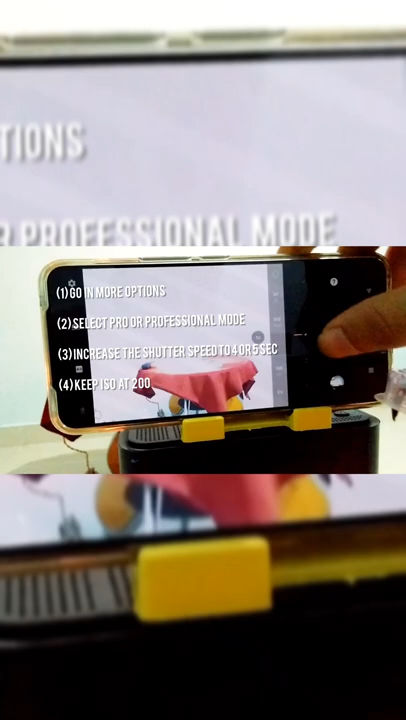 TIONS
R PROFESSIONAL MODE
(1) GO IN MORE OPTIONS
(2) SELECT PRO OR PROFESSIONAL MODE
(3) INCREASE THE SHUTTER SPEED TO 4 OR 5 SEC
(4) KEEP ISO AT 200